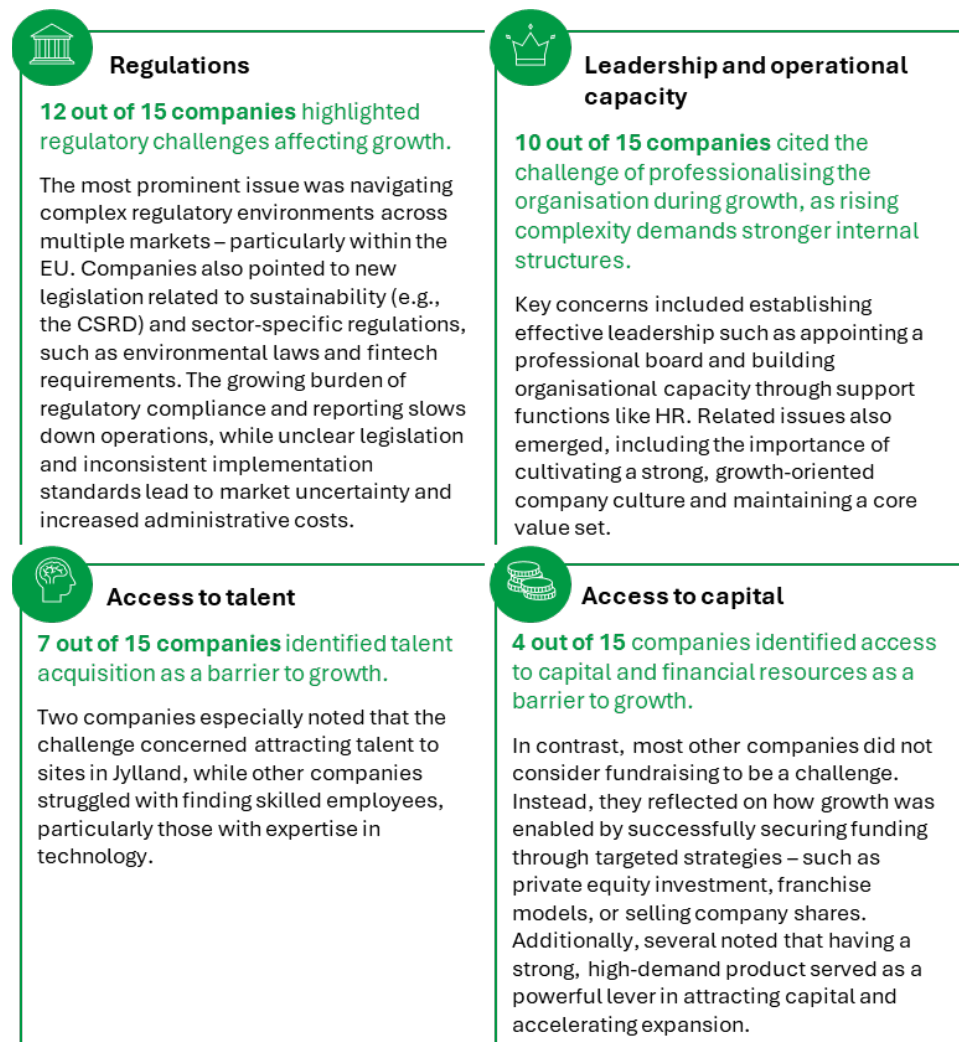 Regulations
12 out of 15 companies highlighted
regulatory challenges affecting growth.
The most prominent issue was navigating
complex regulatory environments across
multiple markets – particularly within the
EU. Companies also pointed to new
legislation related to sustainability (e.g.,
the CSRD) and sector-specific regulations,
such as environmental laws and fintech
requirements. The growing burden of
regulatory compliance and reporting slows
down operations, while unclear legislation
and inconsistent implementation
standards lead to market uncertainty and
increased administrative costs.
Leadership and operational
capacity
10 out of 15 companies cited the
challenge of professionalising the
organisation during growth, as rising
complexity demands stronger internal
structures.
Key concerns included establishing
effective leadership such as appointing a
professional board and building
organisational capacity through support
functions like HR. Related issues also
emerged, including the importance of
cultivating a strong, growth-oriented
company culture and maintaining a core
value set.
Access to talent
7 out of 15 companies identified talent
acquisition as a barrier to growth.
Two companies especially noted that the
challenge concerned attracting talent to
sites in Jylland, while other companies
struggled with finding skilled employees,
particularly those with expertise in
technology.
Access to capital
4 out of 15 companies identified access
to capital and financial resources as a
barrier to growth.
In contrast, most other companies did not
consider fundraising to be a challenge.
Instead, they reflected on how growth was
enabled by successfully securing funding
through targeted strategies – such as
private equity investment, franchise
models, or selling company shares.
Additionally, several noted that having a
strong, high-demand product served as a
powerful lever in attracting capital and
accelerating expansion.